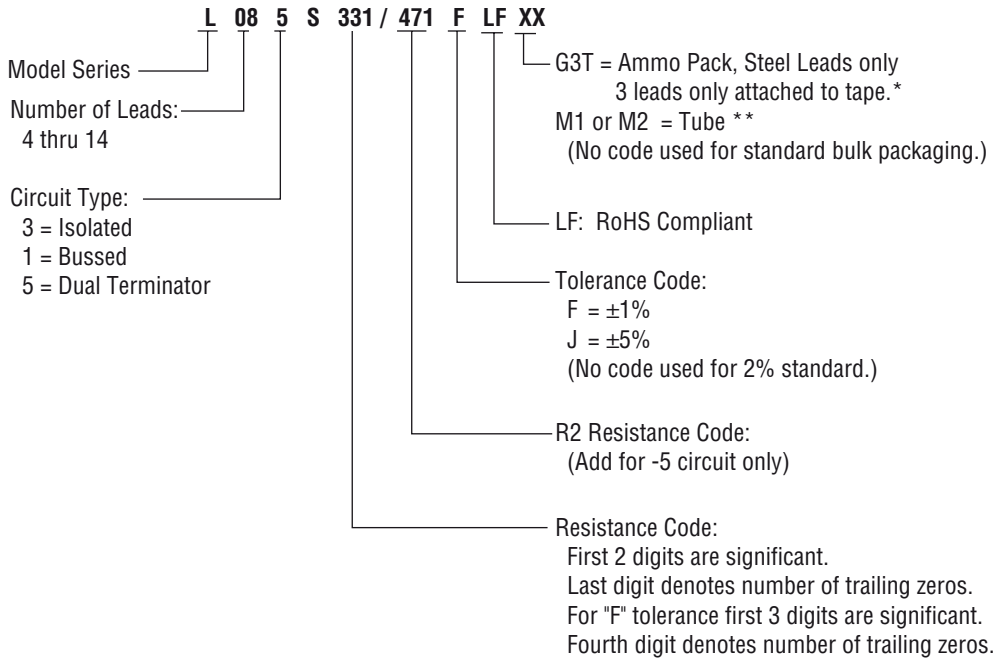 L 08 5 S 331 / 471 F LF XX
Model Series
Number of Leads:
4 thru 14
Circuit Type:
3 = Isolated
1 = Bussed
5 = Dual Terminator
G3T = Ammo Pack, Steel Leads only
3 leads only attached to tape.*
M1 or M2 = Tube **
(No code used for standard bulk packaging.)
LF: RoHS Compliant
Tolerance Code:
F = ±1%
J = ±5%
(No code used for 2% standard.)
R2 Resistance Code:
(Add for -5 circuit only)
Resistance Code:
First 2 digits are significant.
Last digit denotes number of trailing zeros.
For "F" tolerance first 3 digits are significant.
Fourth digit denotes number of trailing zeros.